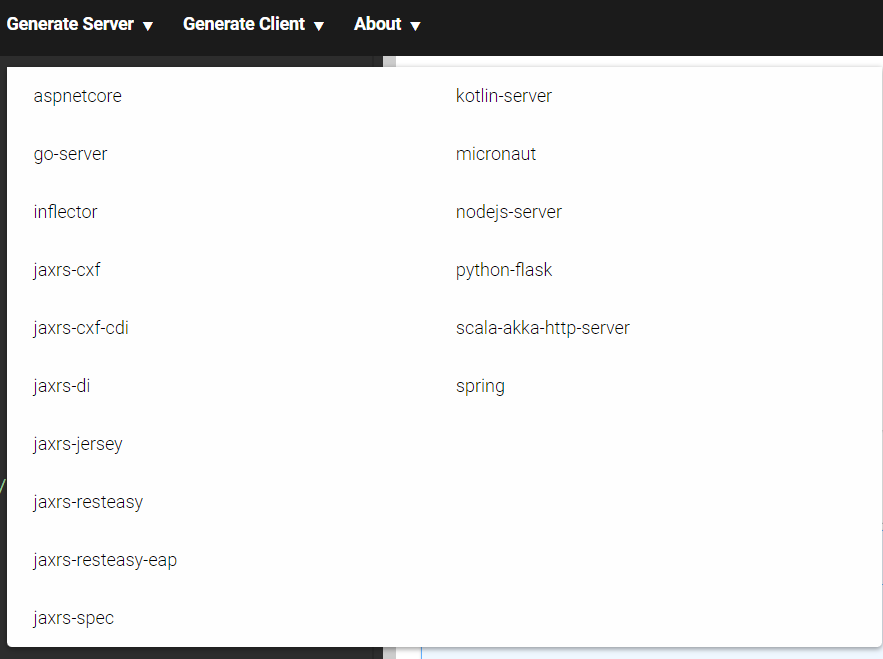 Generate Server ▼ Generate Client ▼ About ▼
aspnetcore
go-server
inflector
jaxrs-cxf
jaxrs-cxf-cdi
jaxrs-di
jaxrs-jersey
jaxrs-resteasy
jaxrs-resteasy-eap
jaxrs-spec
kotlin-server
micronaut
nodejs-server
python-flask
scala-akka-http-server
spring
/